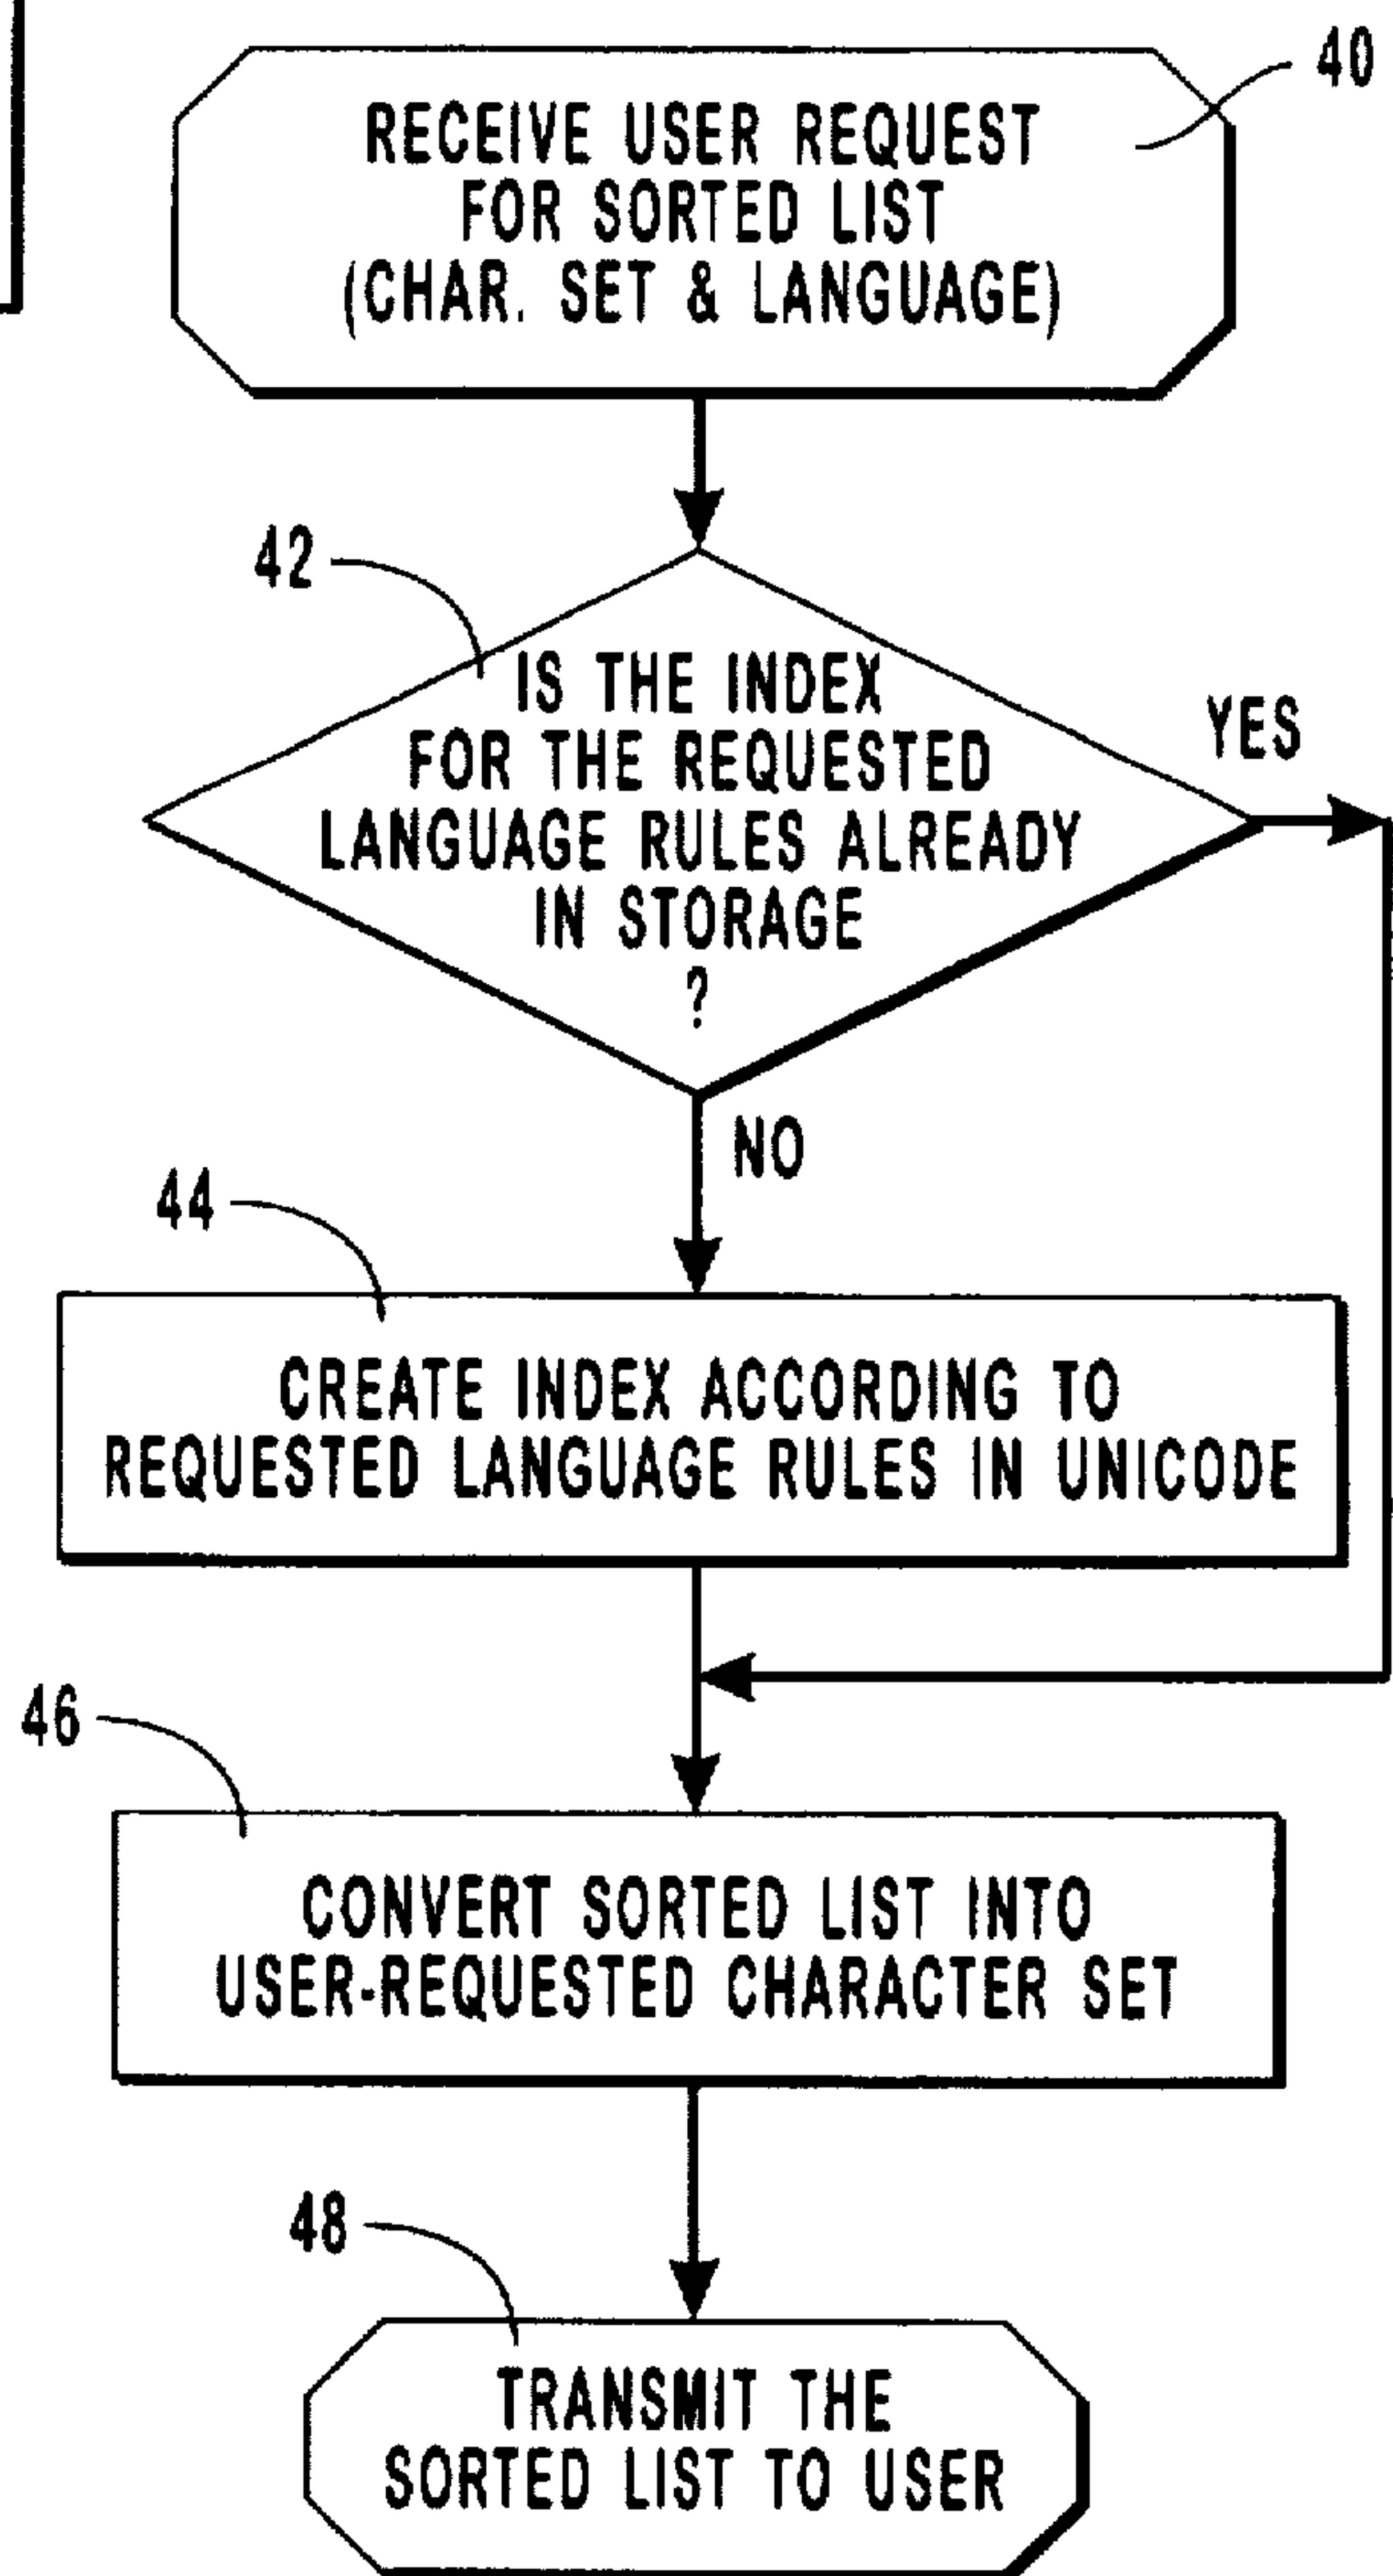 40
RECEIVE USER REQUEST
FOR SORTED LIST
(CHAR. SET & LANGUAGE)
42
IS THE INDEX
FOR THE REQUESTED
LANGUAGE RULES ALREADY
IN STORAGE
?
YES
NO
44
CREATE INDEX ACCORDING TO
REQUESTED LANGUAGE RULES IN UNICODE
46
CONVERT SORTED LIST INTO
USER-REQUESTED CHARACTER SET
48
TRANSMIT THE
SORTED LIST TO USER